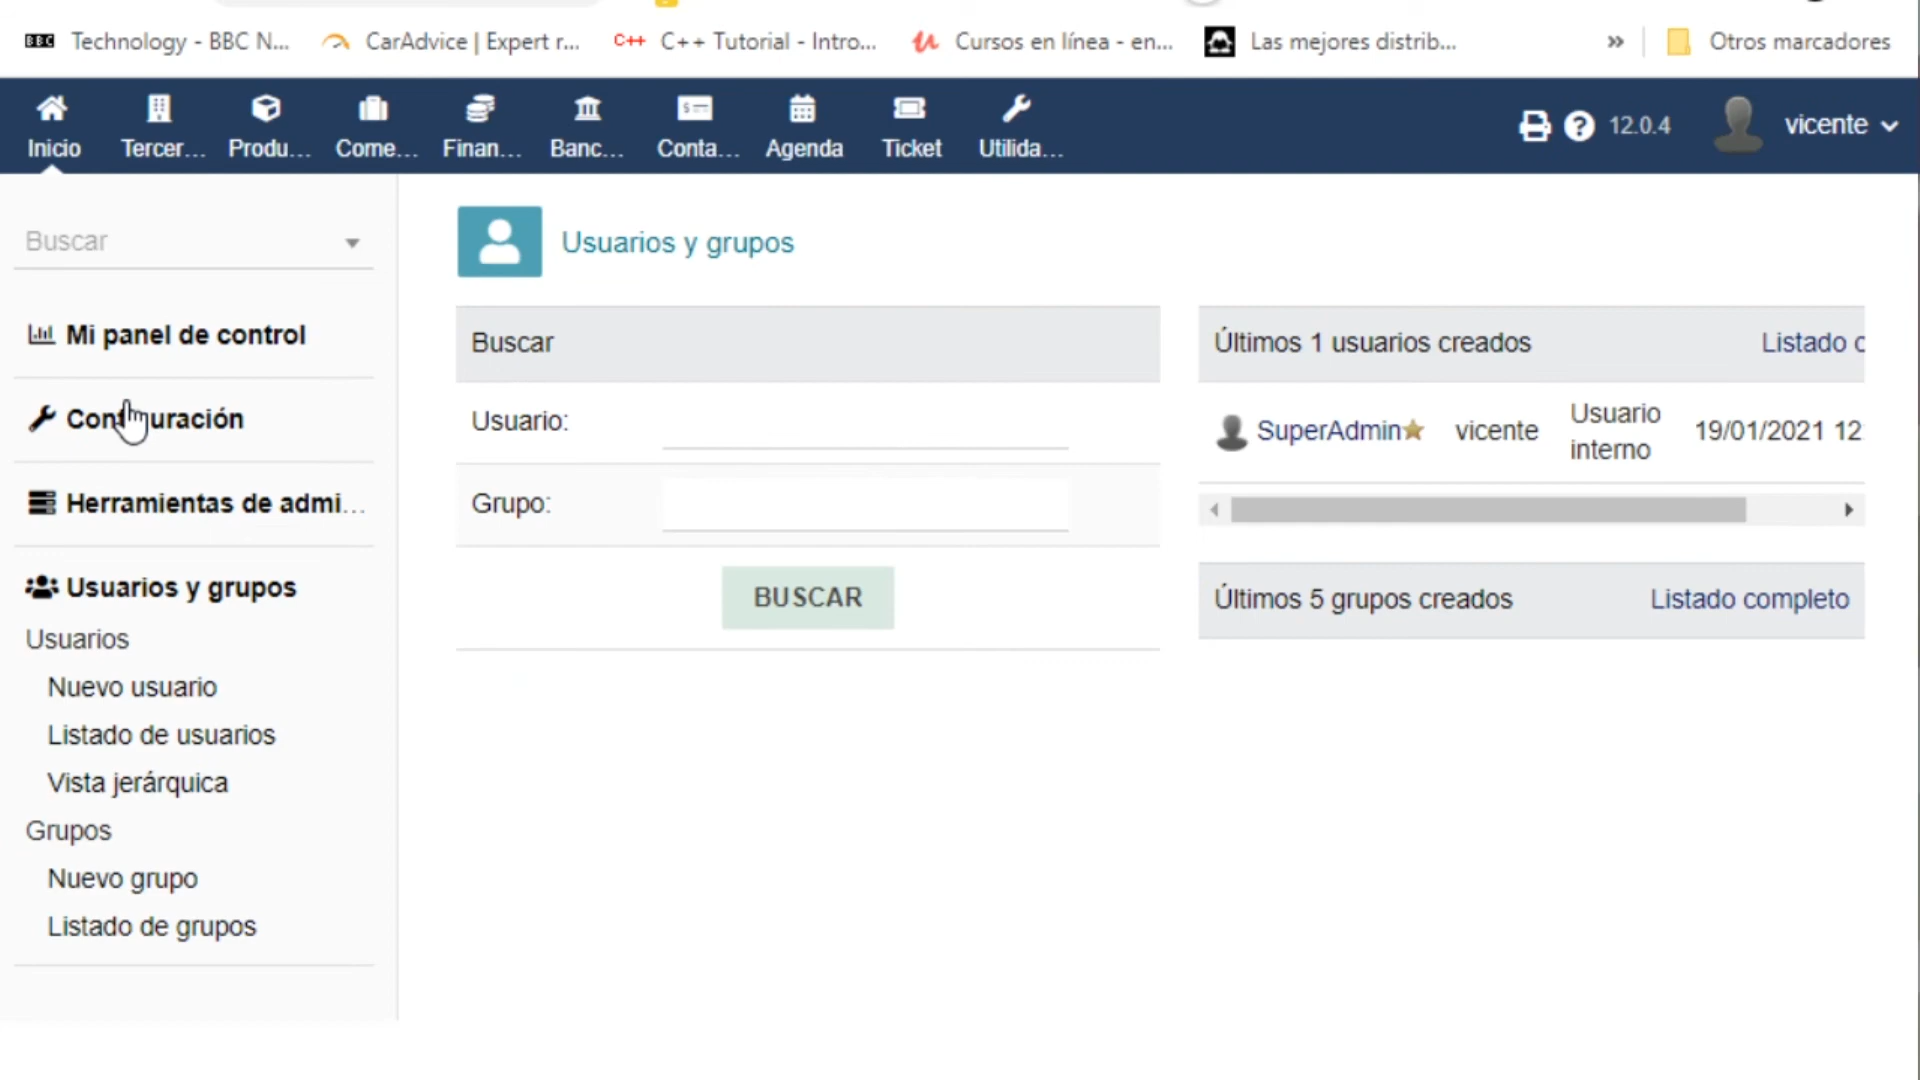 BBC Technology - BBC N... CarAdvice | Expert r... C++ C++ Tutorial - Intro... Cursos en línea - en... Las mejores distrib... » Otros marcadores
Inicio Tercer... Produ... Come... Finan... Banc... Conta... Agenda Ticket Utilida... 12.0.4 vicente
Buscar
Mi panel de control
Configuración
Herramientas de admi...
Usuarios y grupos
Usuarios
Nuevo usuario
Listado de usuarios
Vista jerárquica
Grupos
Nuevo grupo
Listado de grupos
Usuarios y grupos
Buscar
Usuario:
Grupo:
BUSCAR
Últimos 1 usuarios creados Listado c
SuperAdmin vicente Usuario interno 19/01/2021 12:
Últimos 5 grupos creados Listado completo